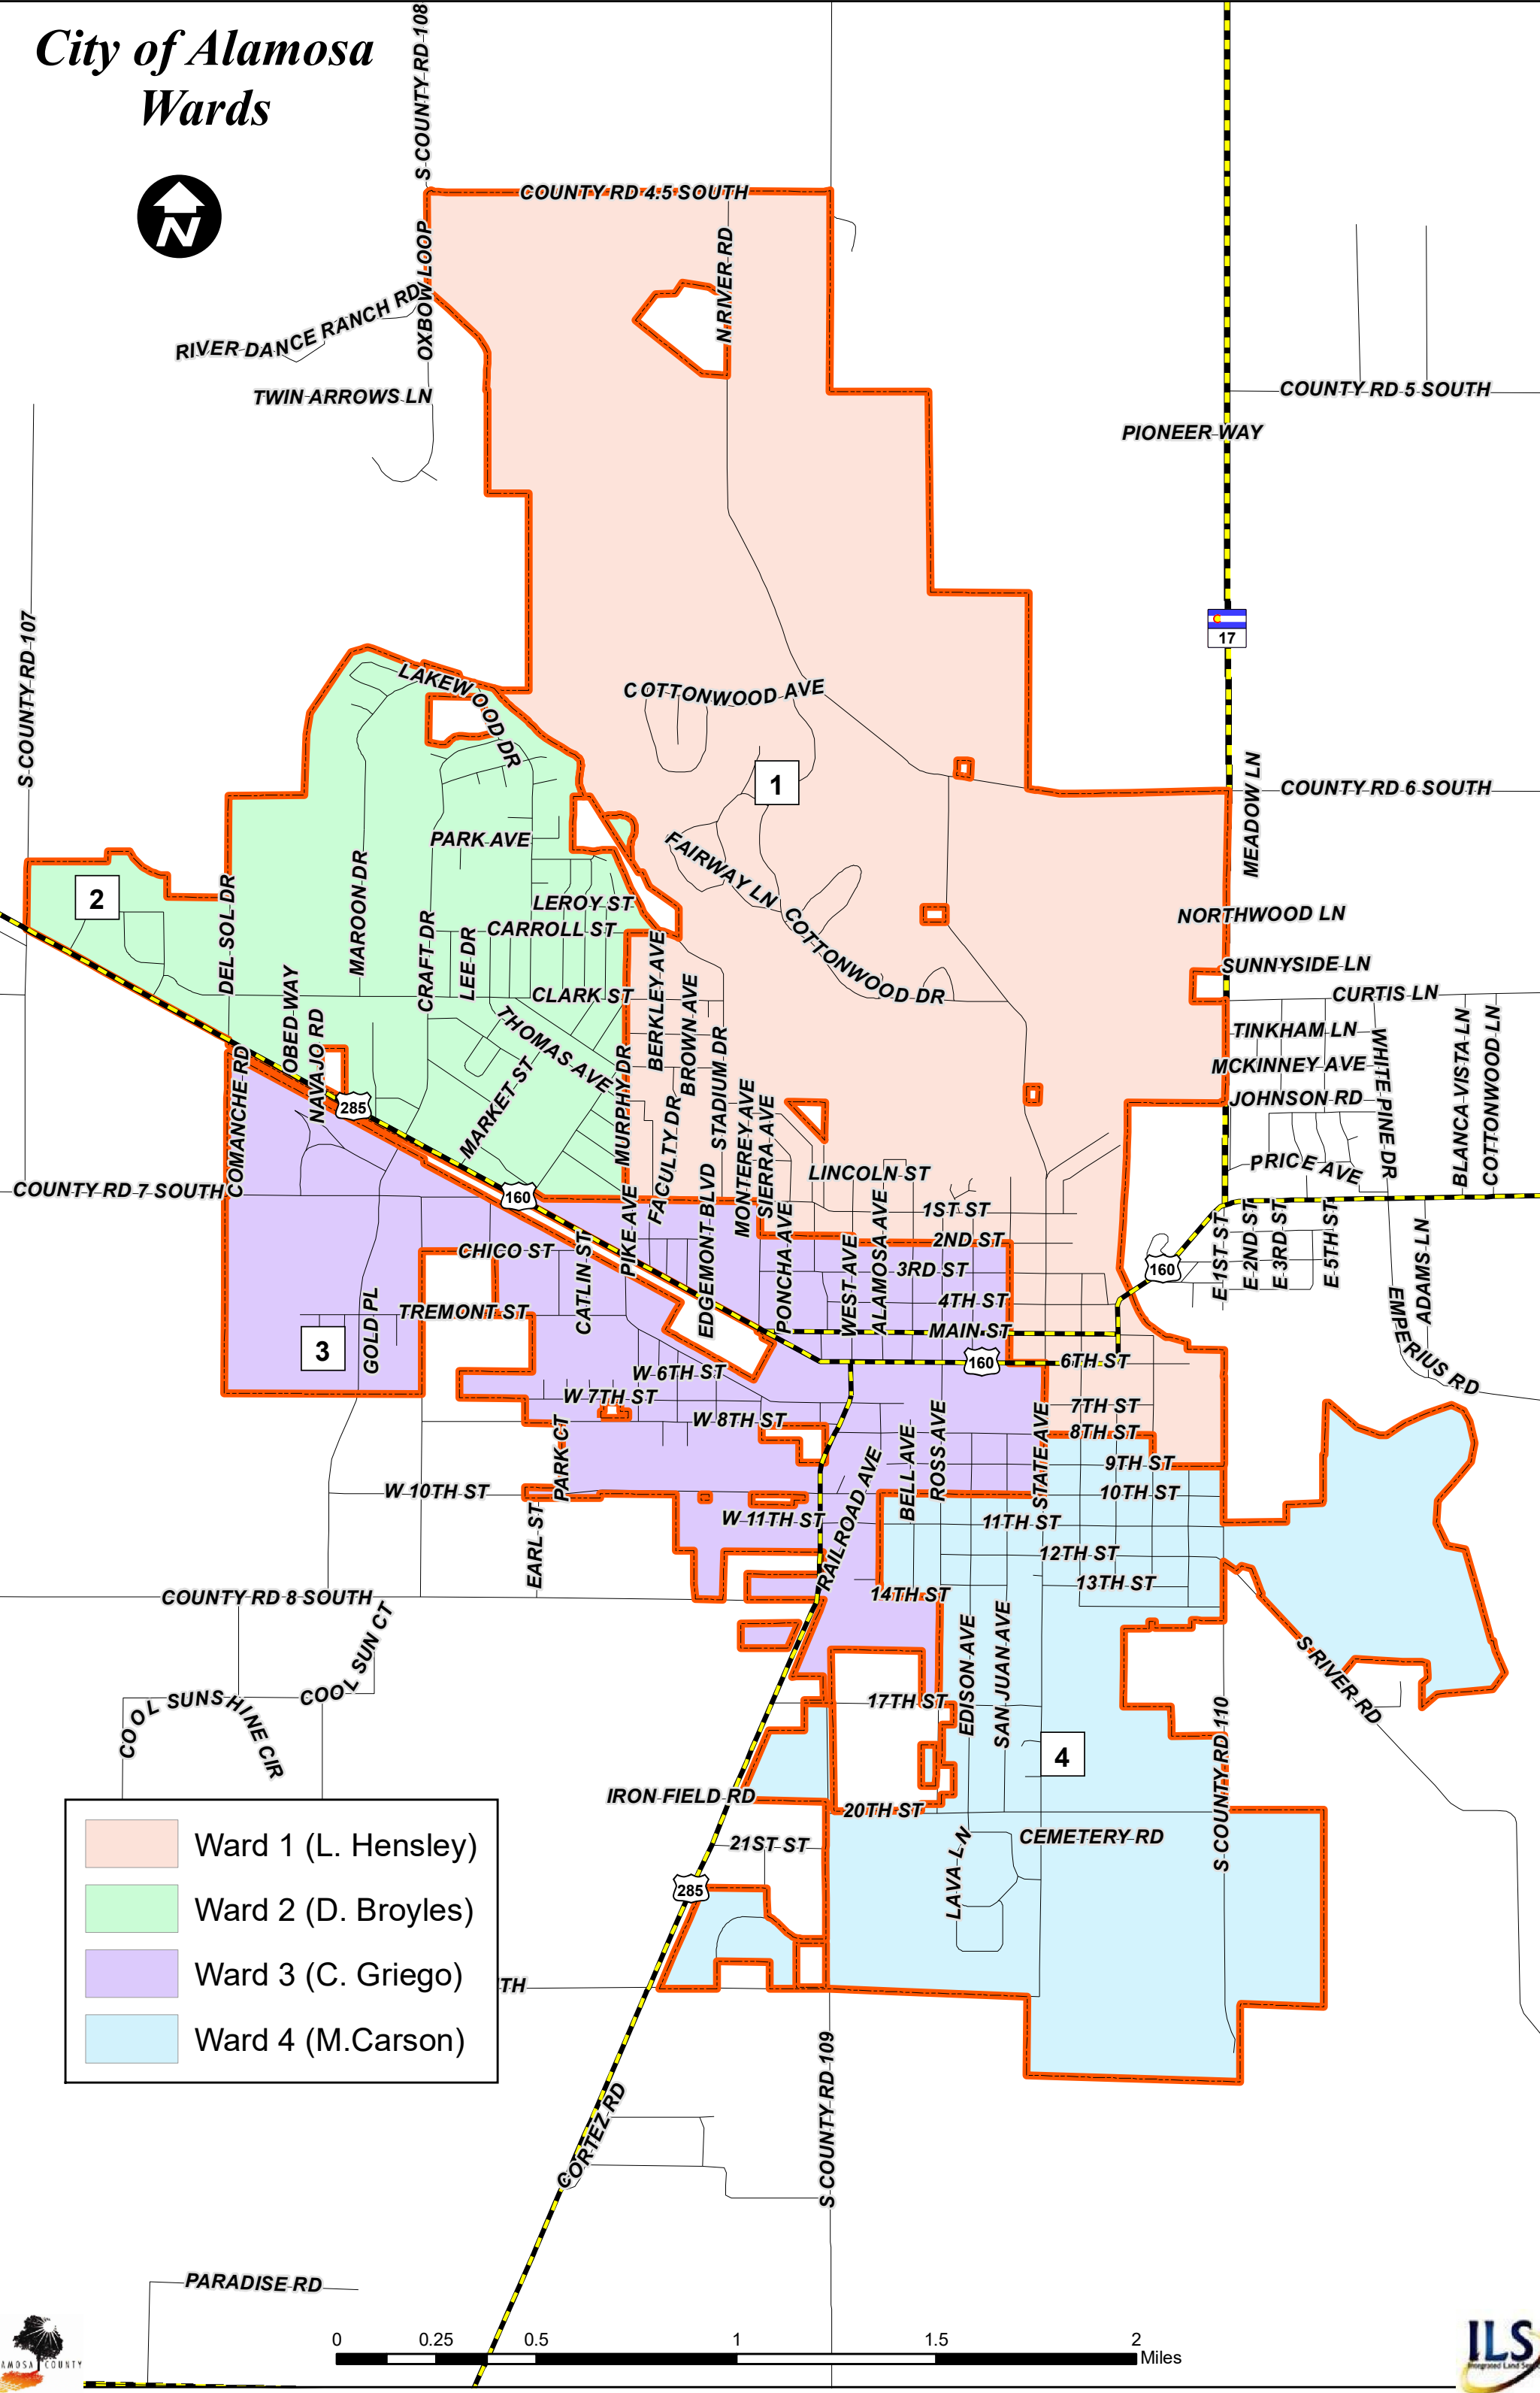 City of Alamosa
Wards
N
S COUNTY RD 108
COUNTY RD 4.5 SOUTH
OXBOW LOOP
N RIVER RD
RIVER DANCE RANCH RD
TWIN ARROWS LN
COUNTY RD 5 SOUTH
PIONEER WAY
17
S COUNTY RD 107
LAKEWOOD DR
COTTONWOOD AVE
1
MEADOW LN
COUNTY RD 6 SOUTH
PARK AVE
FAIRWAY LN
MAROON DR
2
DEL SOL DR
LEROY ST
CARROLL ST
CRAFT DR
LEE DR
COTTONWOOD DR
NORTHWOOD LN
SUNNYSIDE LN
CURTIS LN
CLARK ST
BERKLEY AVE
BROWN AVE
OBED WAY
NAVAJO RD
THOMAS AVE
STADIUM DR
TINKHAM LN
MCKINNEY AVE
JOHNSON RD
WHITE PINE DR
BLANCA VISTA LN
COTTONWOOD LN
COMANCHE RD
285
MARKET ST
MURPHY DR
FACULTY DR
MONTEREY AVE
SIERRA AVE
PRICE AVE
LINCOLN ST
COUNTY RD 7 SOUTH
160
1ST ST
2ND ST
3RD ST
4TH ST
MAIN ST
PIKE AVE
EDGEMONT BLVD
PONCHA AVE
WEST AVE
ALAMOSA AVE
E 1ST ST
E 2ND ST
E 3RD ST
E 5TH ST
ADAMS LN
EMPERIUS RD
160
CHICO ST
CATLIN ST
TREMONT ST
GOLD PL
3
160
6TH ST
W 6TH ST
W 7TH ST
W 8TH ST
7TH ST
8TH ST
9TH ST
10TH ST
11TH ST
12TH ST
13TH ST
14TH ST
PARK CT
W 10TH ST
W 11TH ST
EARL ST
RAILROAD AVE
BELL AVE
ROSS AVE
STATE AVE
COUNTY RD 8 SOUTH
COOL SUN CT
COOL SUNSHINE CIR
EDISON AVE
SAN JUAN AVE
S RIVER RD
17TH ST
4
S COUNTY RD 110
IRON FIELD RD
20TH ST
CEMETERY RD
21ST ST
LAVA LN
285
TH
Ward 1 (L. Hensley)
Ward 2 (D. Broyles)
Ward 3 (C. Griego)
Ward 4 (M.Carson)
S COUNTY RD 109
CORTEZ RD
PARADISE RD
0 0.25 0.5 1 1.5 2
Miles
COUNTY
ILS